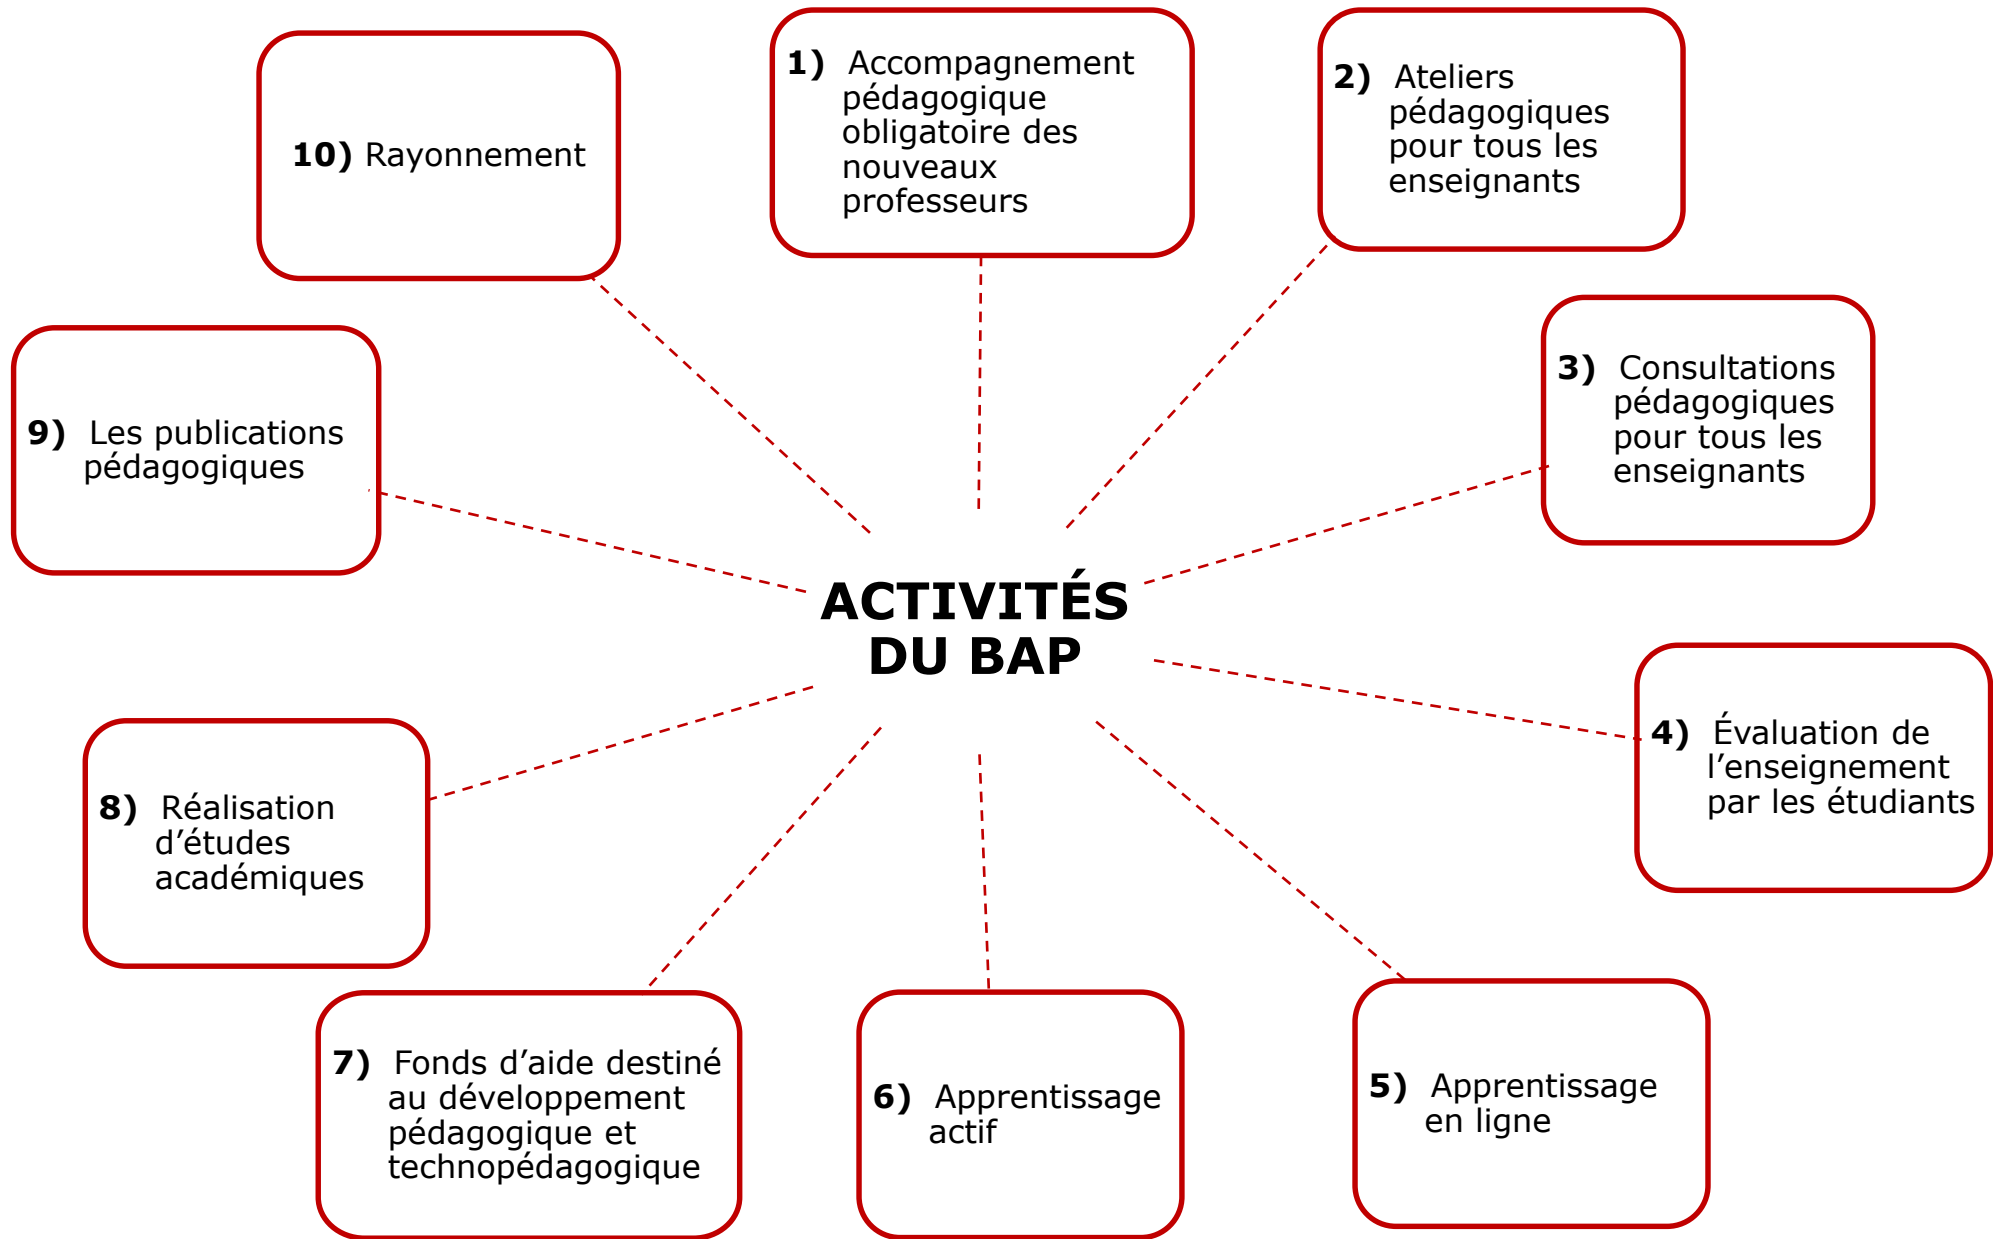 1) Accompagnement
pédagogique
obligatoire des
nouveaux
professeurs
2) Ateliers
pédagogiques
pour tous les
enseignants
3) Consultations
pédagogiques
pour tous les
enseignants
4) Évaluation de
l’enseignement
par les étudiants
5) Apprentissage
en ligne
6) Apprentissage
actif
7) Fonds d’aide destiné
au développement
pédagogique et
technopédagogique
8) Réalisation
d’études
académiques
9) Les publications
pédagogiques
10) Rayonnement
ACTIVITÉS
DU BAP